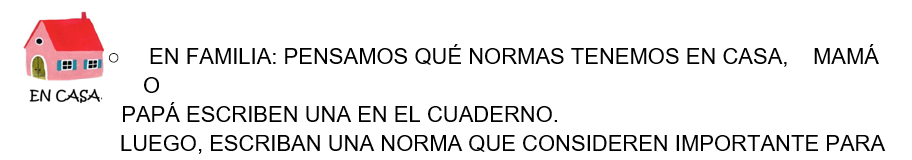 EN CASA.
○ EN FAMILIA: PENSAMOS QUÉ NORMAS TENEMOS EN CASA, MAMÁ
O
PAPÁ ESCRIBEN UNA EN EL CUADERNO.
LUEGO, ESCRIBAN UNA NORMA QUE CONSIDEREN IMPORTANTE PARA